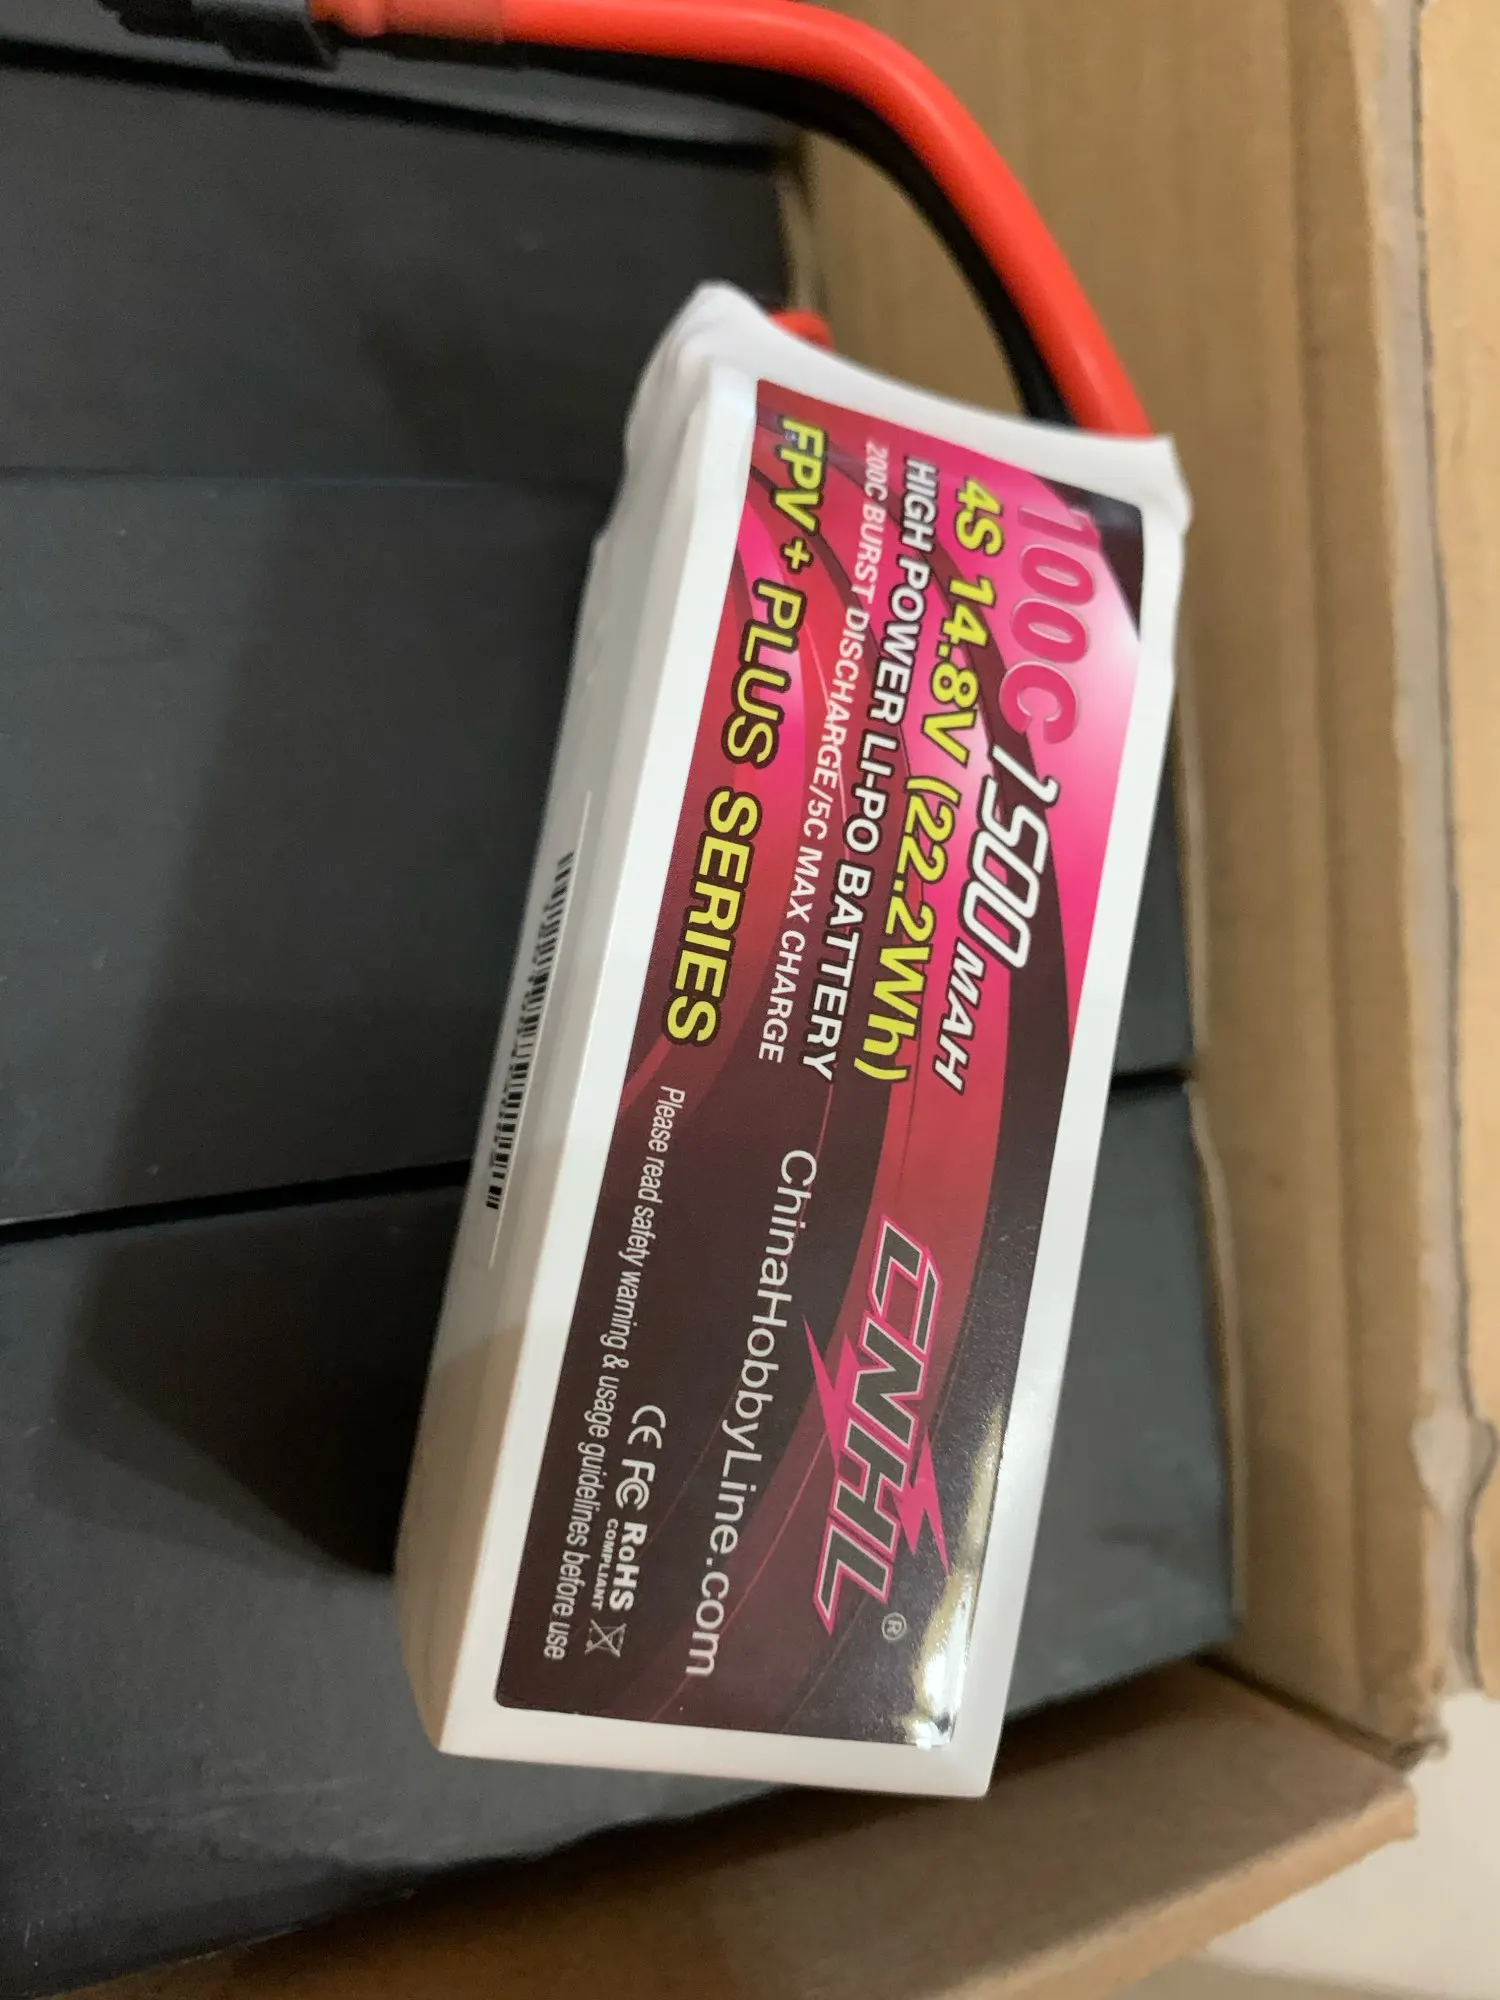 100C 1500MAH
4S 14.8V (22.2Wh)
HIGH POWER LI-PO BATTERY
200C BURST DISCHARGE/5C MAX CHARGE
FPV+ PLUS SERIES
CNHL®
ChinaHobbyLine.com
CE FC RoHS
COMPLIANT
Please read safety warning & usage guidelines before use